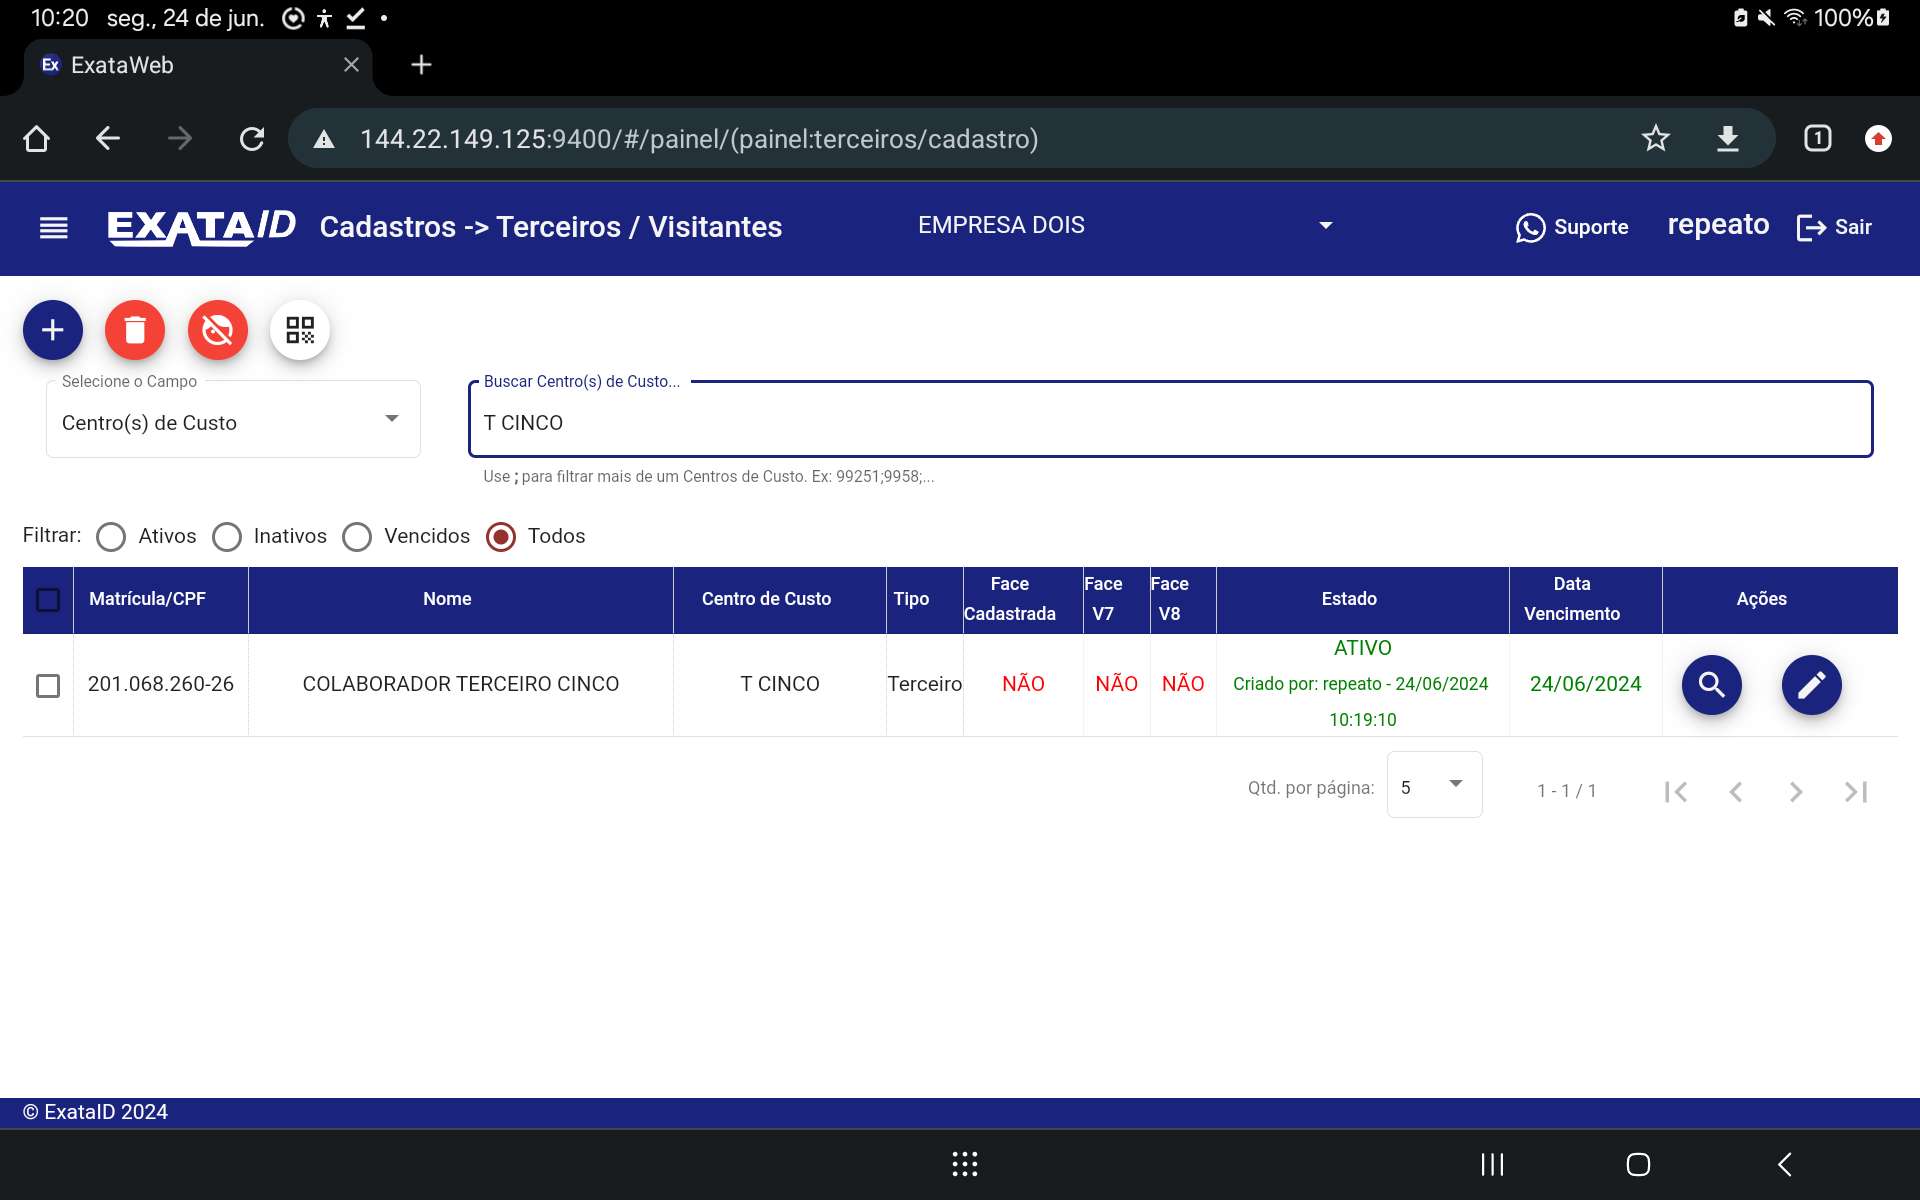 10:20 seg., 24 de jun. 100%
Ex ExataWeb
144.22.149.125:9400/#/painel/(painel:terceiros/cadastro) 1
EXATAID Cadastros -> Terceiros / Visitantes EMPRESA DOIS Suporte repeato Sair
Selecione o Campo
Centro(s) de Custo
Buscar Centro(s) de Custo...
T CINCO
Use ; para filtrar mais de um Centros de Custo. Ex: 99251;9958;...
Filtrar: Ativos Inativos Vencidos Todos
Matrícula/CPF Nome Centro de Custo Tipo Face Cadastrada Face V7 Face V8 Estado Data Vencimento Ações
201.068.260-26 COLABORADOR TERCEIRO CINCO T CINCO Terceiro NÃO NÃO NÃO ATIVO
Criado por: repeato - 24/06/2024
10:19:10
24/06/2024
Qtd. por página: 5 1 - 1 / 1
© ExataID 2024